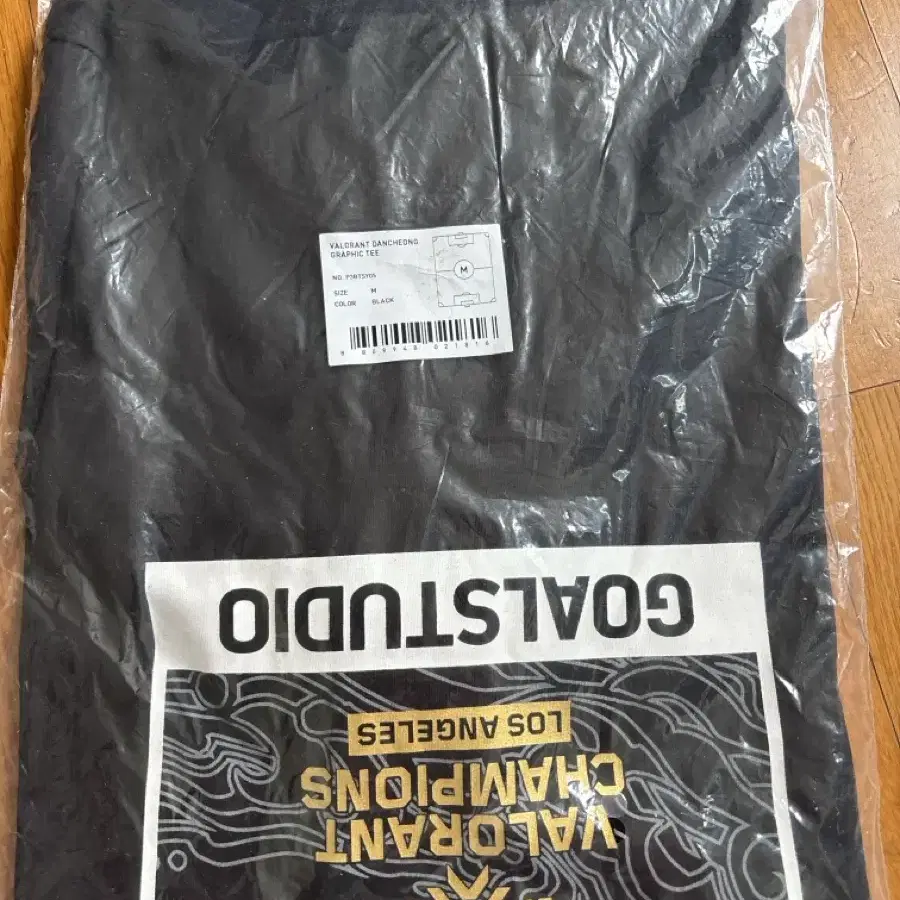 VALORANT DANCHEONG
GRAPHIC TEE
M
SIZE M
COLOR BLACK
GOALSTUDIO
LOS ANGELES
CHAMPIONS
VALORANT